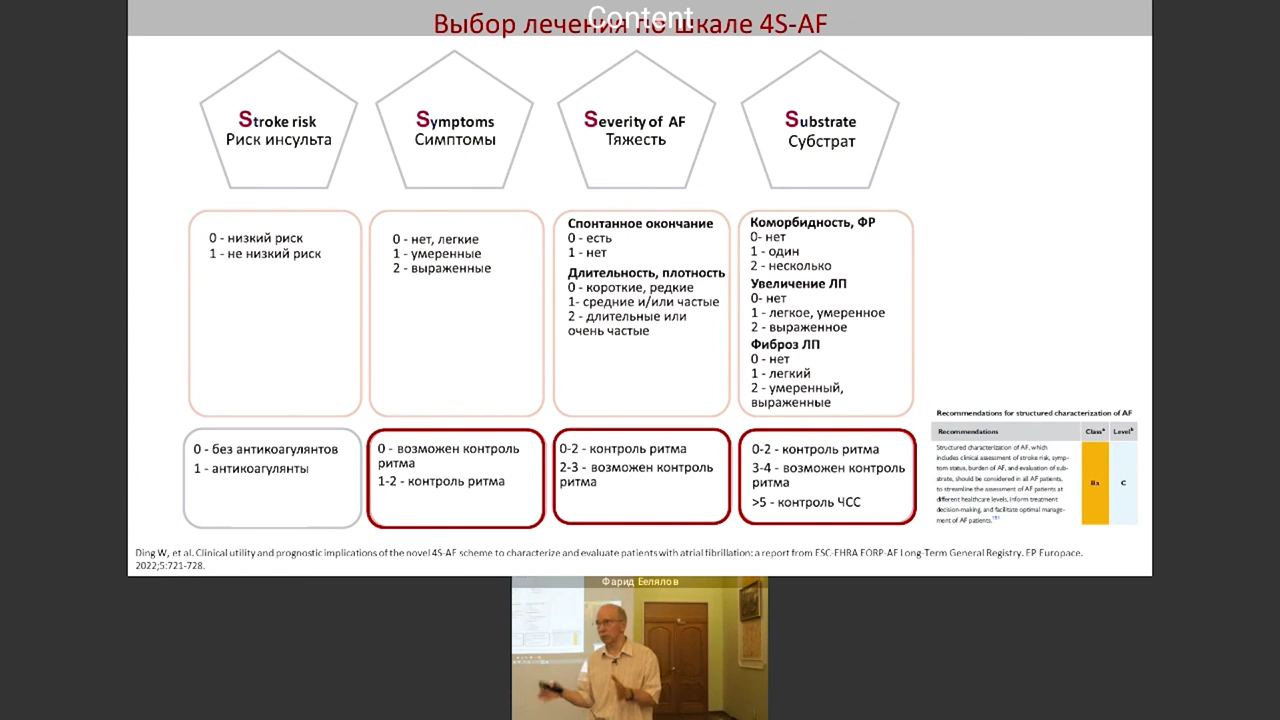 Content
Выбор лечения по шкале 4S-AF
Stroke risk
Риск инсульта
Symptoms
Симптомы
Severity of AF
Тяжесть
Substrate
Субстрат
0 - низкий риск
1 - не низкий риск
0 - нет, легкие
1 - умеренные
2 - выраженные
Спонтанное окончание
0 - есть
1 - нет
Длительность, плотность
0 - короткие, редкие
1- средние и/или частые
2 - длительные или
очень частые
Коморбидность, ФР
0- нет
1 - один
2 - несколько
Увеличение ЛП
0- нет
1 - легкое, умеренное
2 - выраженное
Фиброз ЛП
0 - нет
1 - легкий
2 - умеренный,
выраженные
0 - без антикоагулянтов
1 - антикоагулянты
0 - возможен контроль
ритма
1-2 - контроль ритма
0-2 - контроль ритма
2-3 - возможен контроль
ритма
0-2 - контроль ритма
3-4 - возможен контроль
ритма
>5 - контроль ЧСС
Recommendations for structured characterization of AF
Recommendations Classᵃ Levelᵇ
Structured characterization of AF, which
includes clinical assessment of stroke risk, symp-
tom status, burden of AF, and evaluation of sub-
strate, should be considered in all AF patients,
to streamline the assessment of AF patients at
different healthcare levels, inform treatment
decision-making, and facilitate optimal manage-
ment of AF patients.
IIa C
Ding W, et al. Clinical utility and prognostic implications of the novel 4S-AF scheme to characterize and evaluate patients with atrial fibrillation: a report from ESC-EHRA EORP-AF Long-Term General Registry. EP Europace.
2022;5:721-728.
Фарид Белялов